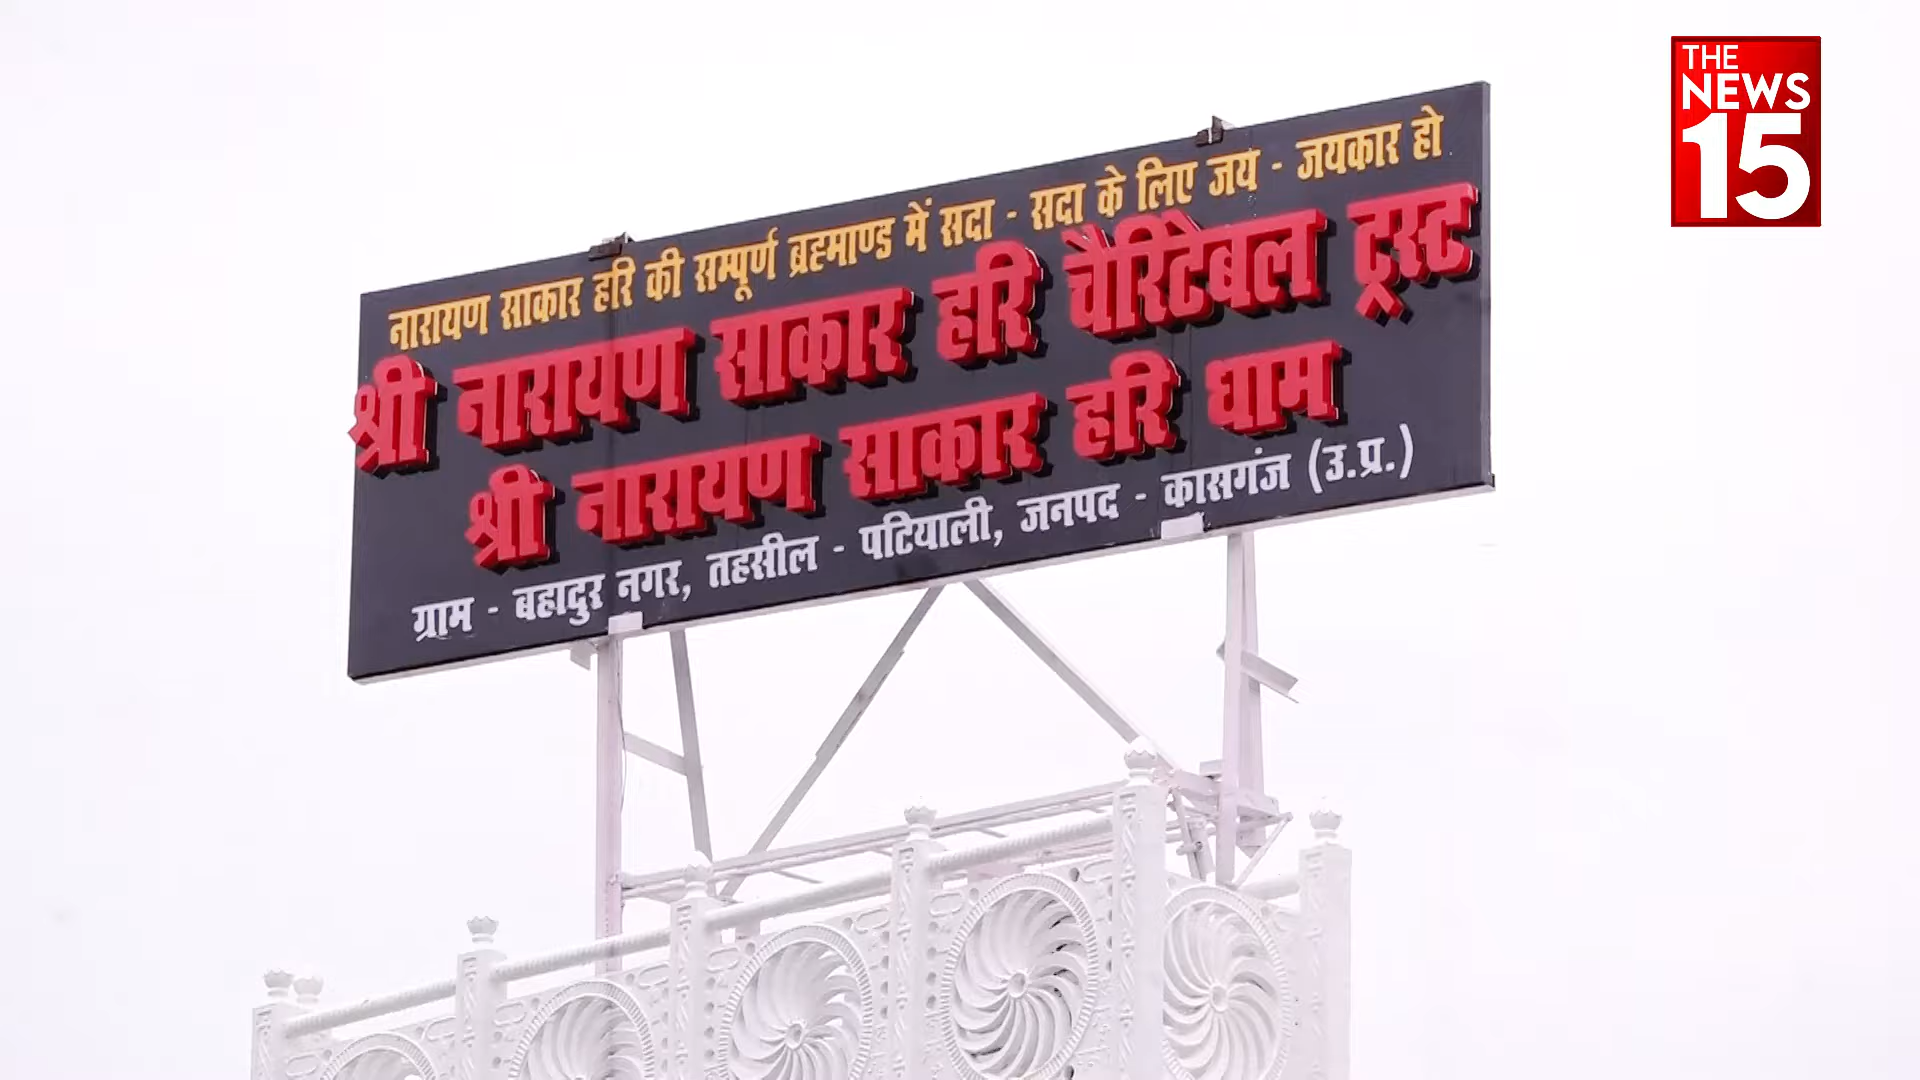 नारायण साकार हरि की सम्पूर्ण ब्रह्माण्ड में सदा - सदा के लिए जय - जयकार हो
श्री नारायण साकार हरि चैरिटेबल ट्रस्ट
श्री नारायण साकार हरि धाम
ग्राम - बहादुर नगर, तहसील - पटियाली, जनपद - कासगंज (उ.प्र.)
THE
NEWS
15